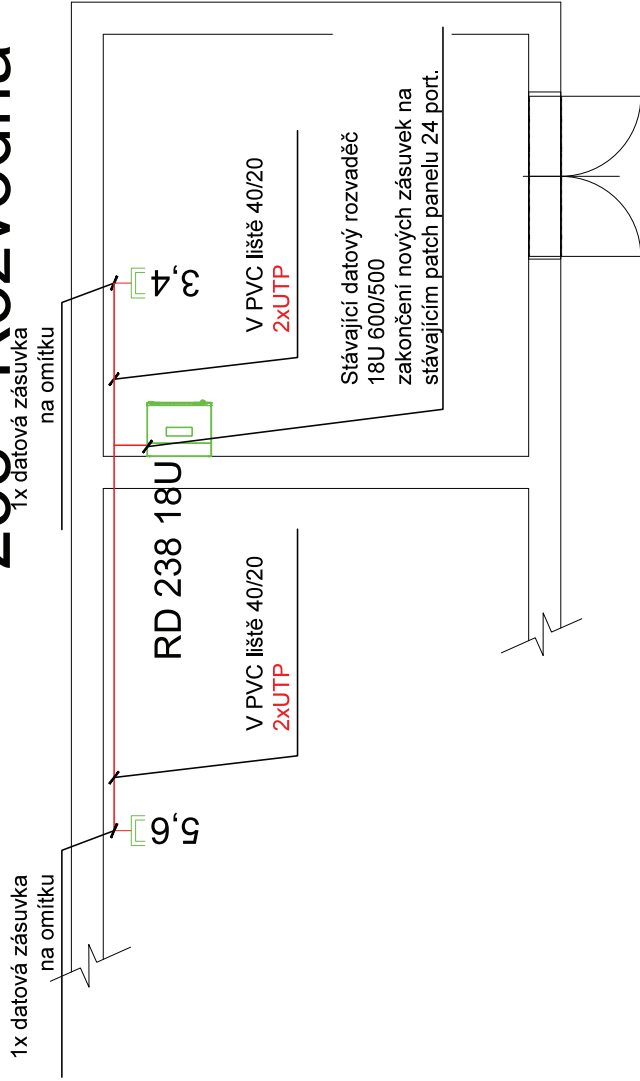 1x datová zásuvka
na omítku
5,6
V PVC liště 40/20
2xUTP
RD 238 18U
1x datová zásuvka
na omítku
3,4
V PVC liště 40/20
2xUTP
Stávající datový rozvaděč
18U 600/500
zakončení nových zásuvek na
stávajícím patch panelu 24 port.